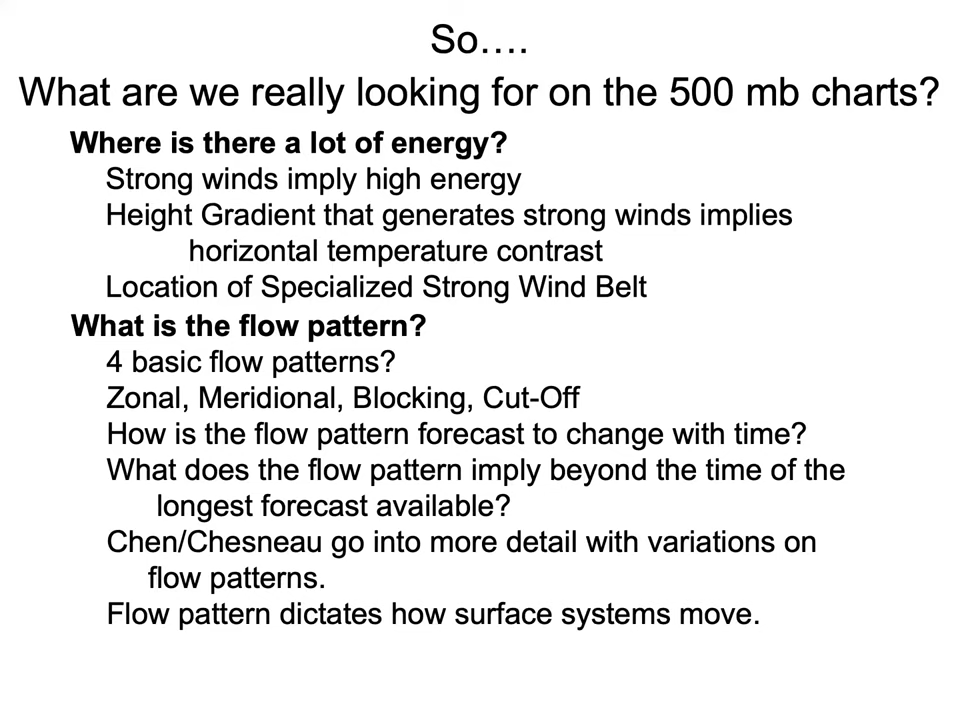 So....
What are we really looking for on the 500 mb charts?
Where is there a lot of energy?
Strong winds imply high energy
Height Gradient that generates strong winds implies
horizontal temperature contrast
Location of Specialized Strong Wind Belt
What is the flow pattern?
4 basic flow patterns?
Zonal, Meridional, Blocking, Cut-Off
How is the flow pattern forecast to change with time?
What does the flow pattern imply beyond the time of the
longest forecast available?
Chen/Chesneau go into more detail with variations on
flow patterns.
Flow pattern dictates how surface systems move.